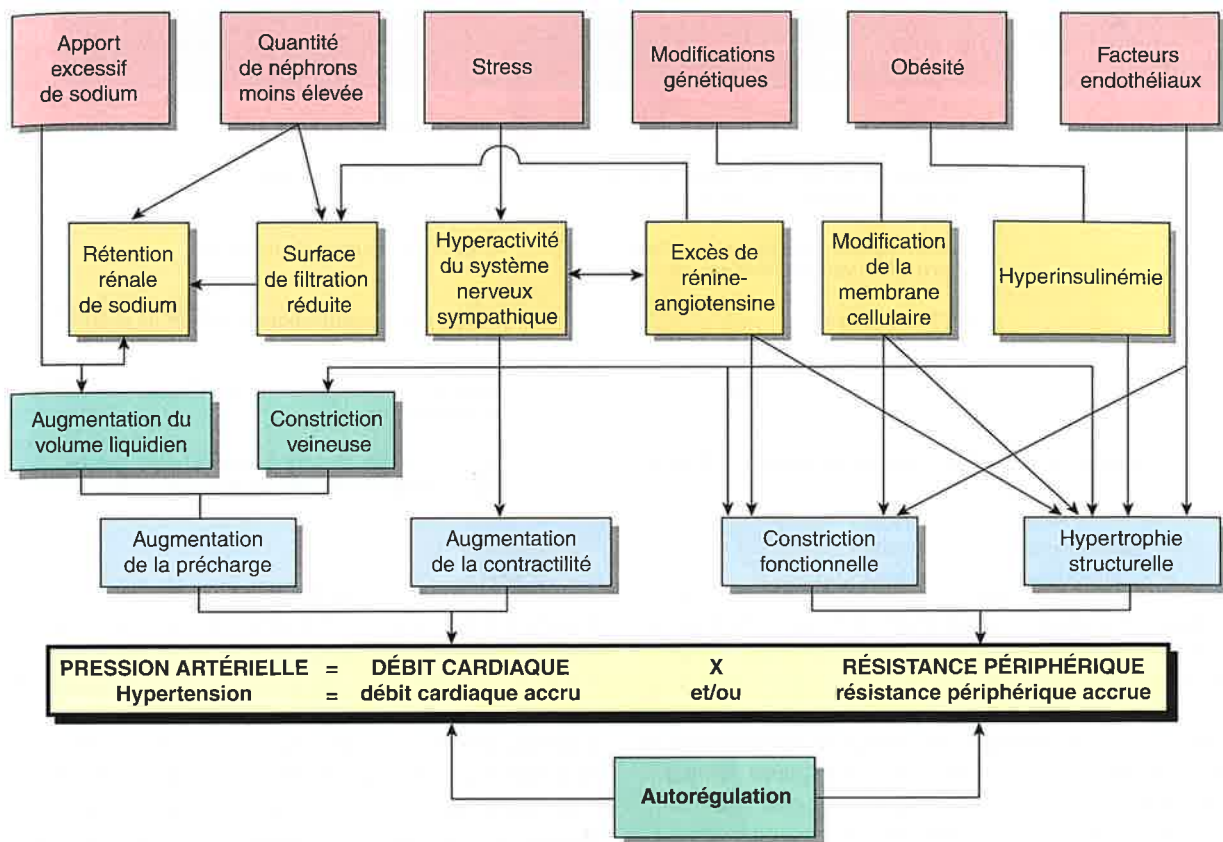 Apport
excessif
de sodium
Quantité
de néphrons
moins élevée
Stress
Modifications
génétiques
Obésité
Facteurs
endothéliaux
Rétention
rénale
de sodium
Surface
de filtration
réduite
Hyperactivité
du système
nerveux
sympathique
Excès de
rénine-
angiotensine
Modification
de la
membrane
cellulaire
Hyperinsulinémie
Augmentation du
volume liquidien
Constriction
veineuse
Augmentation
de la précharge
Augmentation
de la contractilité
Constriction
fonctionnelle
Hypertrophie
structurelle
PRESSION ARTÉRIELLE = DÉBIT CARDIAQUE X RÉSISTANCE PÉRIPHÉRIQUE
Hypertension = débit cardiaque accru et/ou résistance périphérique accrue
Autorégulation